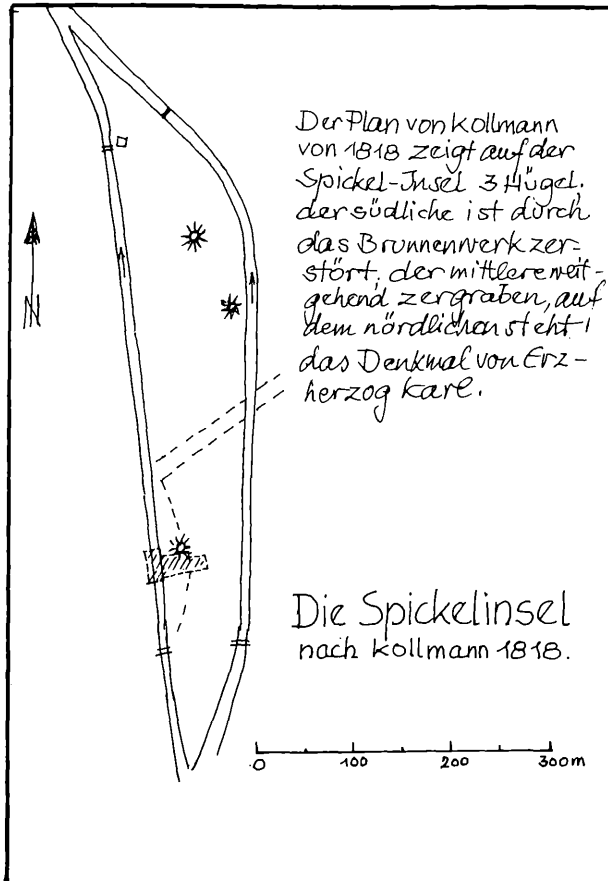 Der Plan von Kollmann
von 1818 zeigt auf der
Spickel-Insel 3 Hügel.
der südliche ist durch
das Brunnenwerk zer-
stört, der mittlere weit-
gehend zergraben, auf
dem nördlichen steht
das Denkmal von Erz-
herzog Karl.
N
Die Spickelinsel
nach Kollmann 1818.
0 100 200 300m